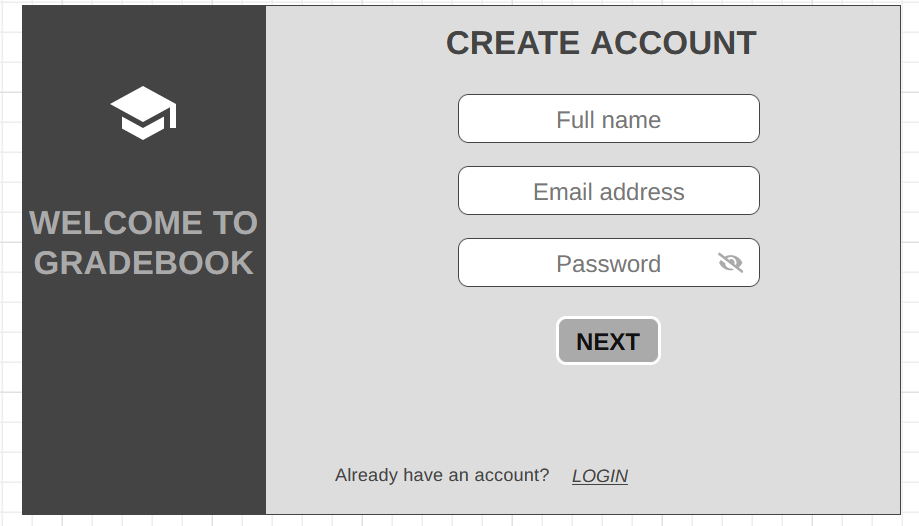 WELCOME TO
GRADEBOOK
CREATE ACCOUNT
Full name
Email address
Password
NEXT
Already have an account? LOGIN